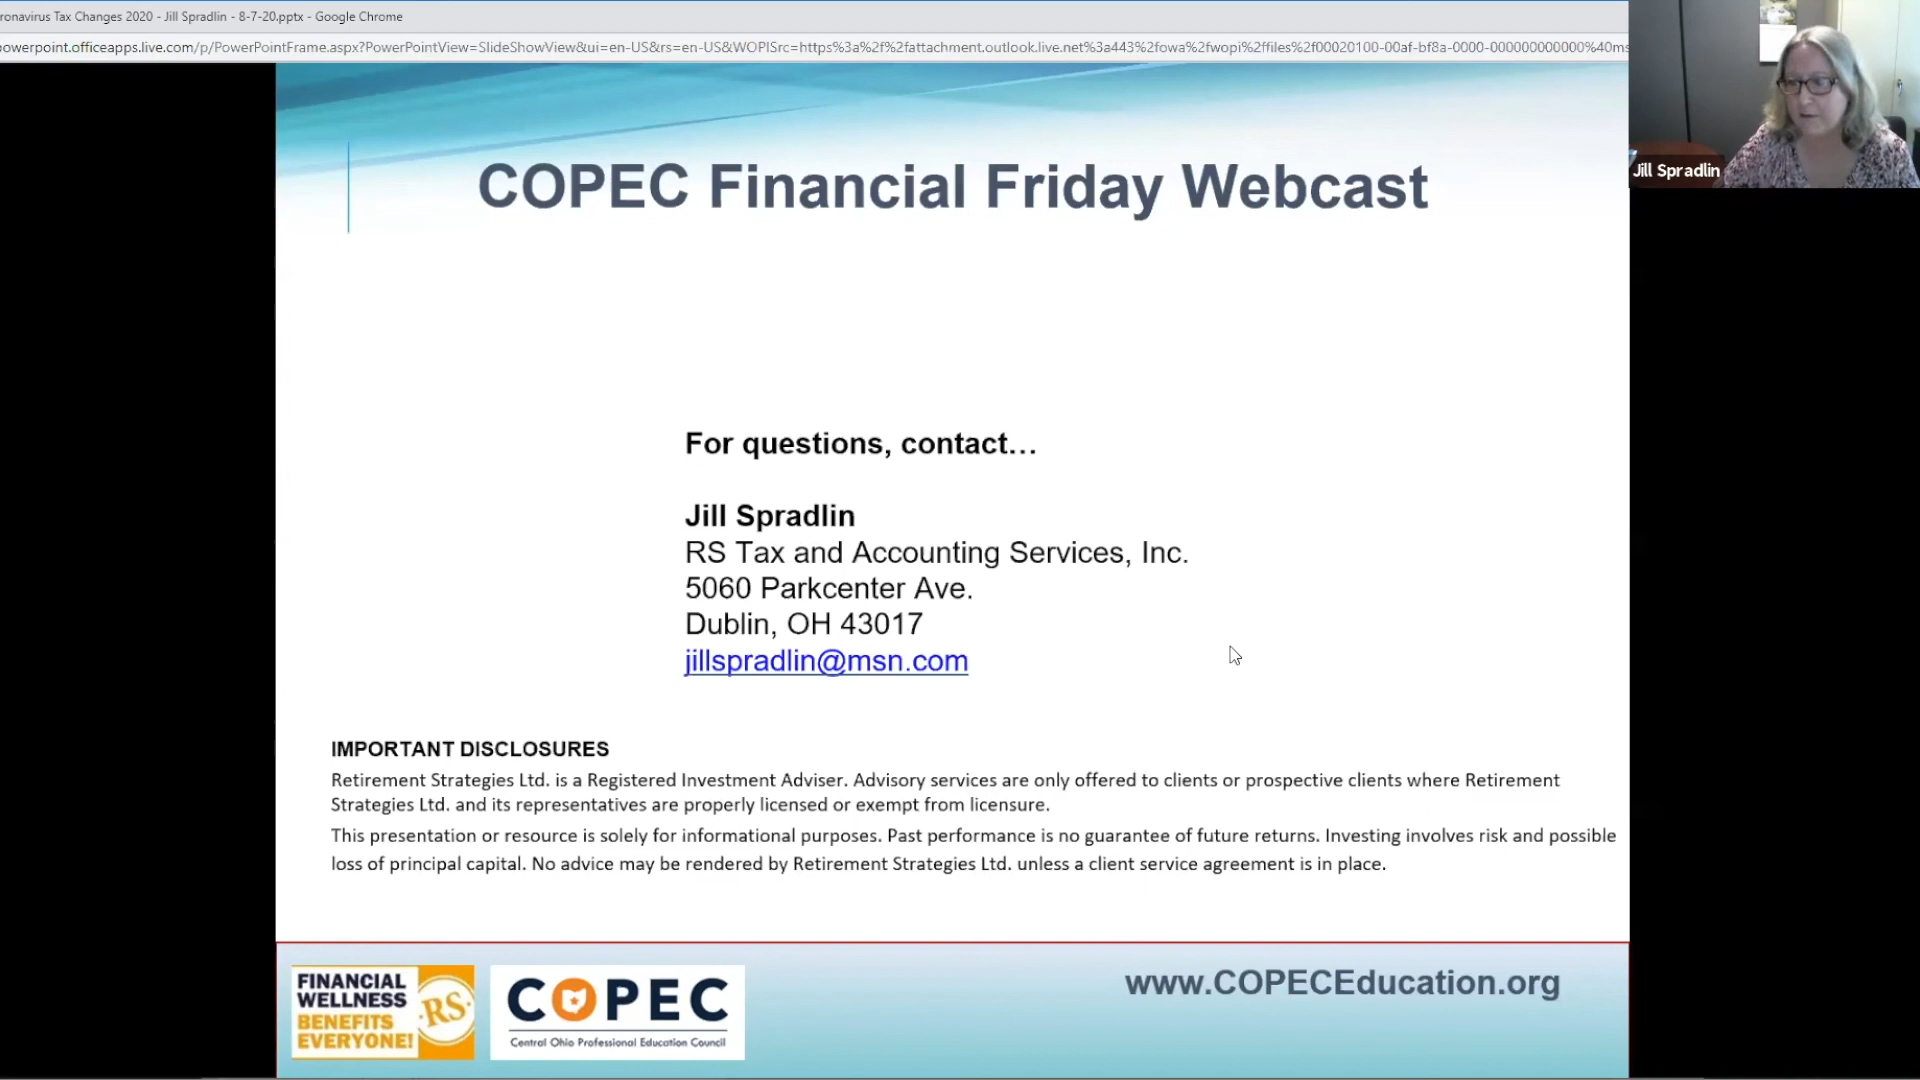 ronavirus Tax Changes 2020 - Jill Spradlin - 8-7-20.pptx - Google Chrome
powerpoint.officeapps.live.com/p/PowerPointFrame.aspx?PowerPointView=SlideShowView&ui=en-US&rs=en-US&WOPISrc=https%3a%2f%2fattachment.outlook.live.net%3a443%2fowa%2fwopi%2ffiles%2f00020100-00af-bf8a-0000-000000000000%40ms
Jill Spradlin
COPEC Financial Friday Webcast
For questions, contact...
Jill Spradlin
RS Tax and Accounting Services, Inc.
5060 Parkcenter Ave.
Dublin, OH 43017
jillspradlin@msn.com
IMPORTANT DISCLOSURES
Retirement Strategies Ltd. is a Registered Investment Adviser. Advisory services are only offered to clients or prospective clients where Retirement
Strategies Ltd. and its representatives are properly licensed or exempt from licensure.
This presentation or resource is solely for informational purposes. Past performance is no guarantee of future returns. Investing involves risk and possible
loss of principal capital. No advice may be rendered by Retirement Strategies Ltd. unless a client service agreement is in place.
FINANCIAL
WELLNESS
BENEFITS
EVERYONE!
RS
COPEC
Central Ohio Professional Education Council
www.COPECEducation.org